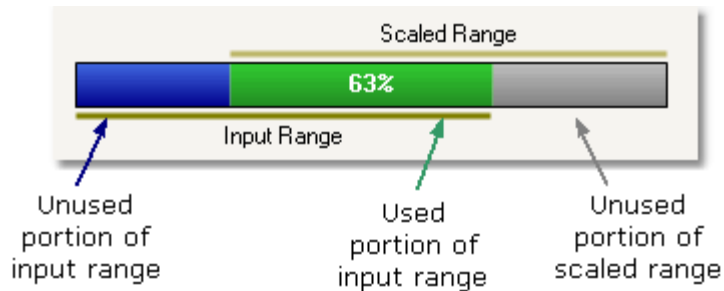 Scaled Range
63%
Input Range
Unused
portion of
input range
Used
portion of
input range
Unused
portion of
scaled range